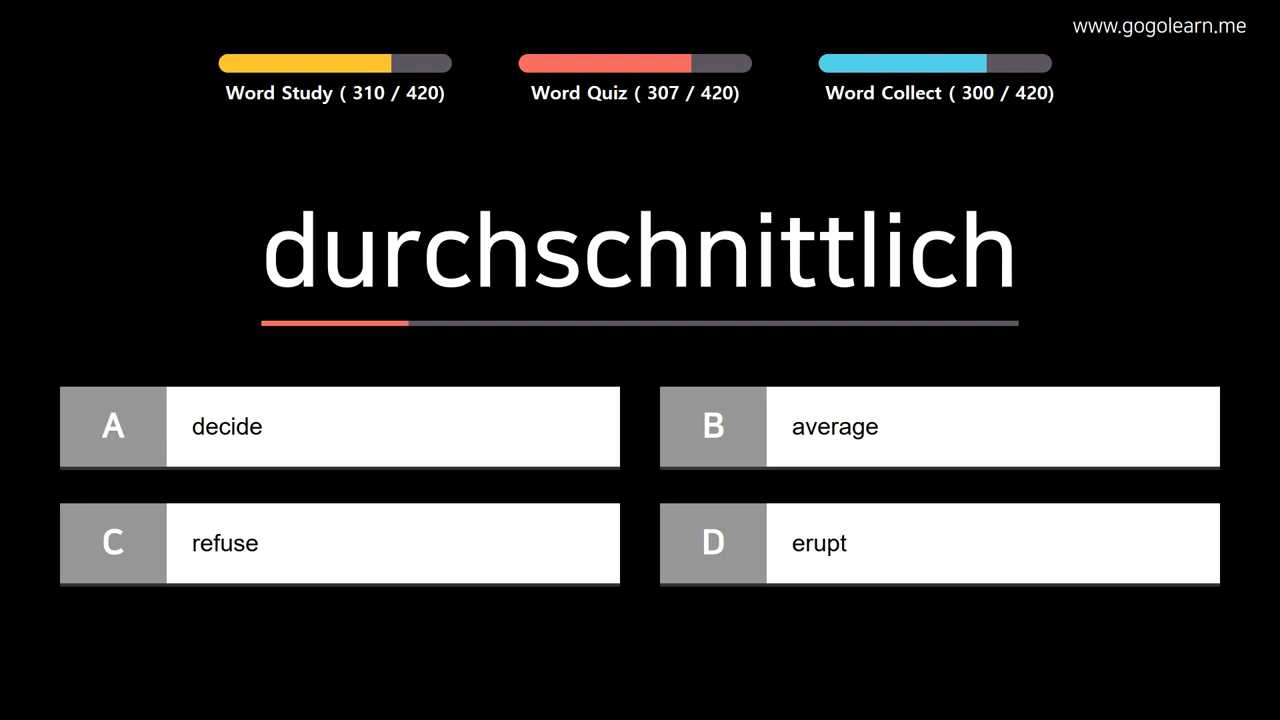 www.gogolearn.me
Word Study ( 310 / 420)
Word Quiz ( 307 / 420)
Word Collect ( 300 / 420)
durchschnittlich
A decide
B average
C refuse
D erupt